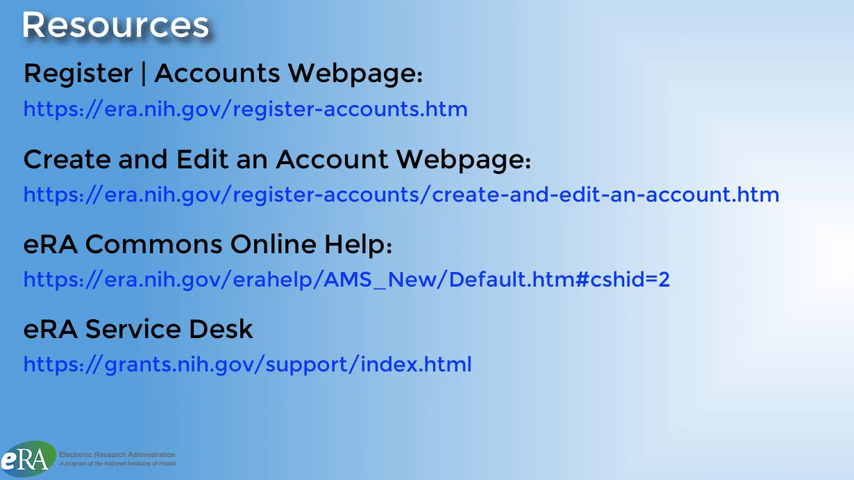 Resources
Register | Accounts Webpage:
https://era.nih.gov/register-accounts.htm
Create and Edit an Account Webpage:
https://era.nih.gov/register-accounts/create-and-edit-an-account.htm
eRA Commons Online Help:
https://era.nih.gov/erahelp/AMS_New/Default.htm#cshid=2
eRA Service Desk
https://grants.nih.gov/support/index.html
eRA
Electronic Research Administration
A program of the National Institutes of Health